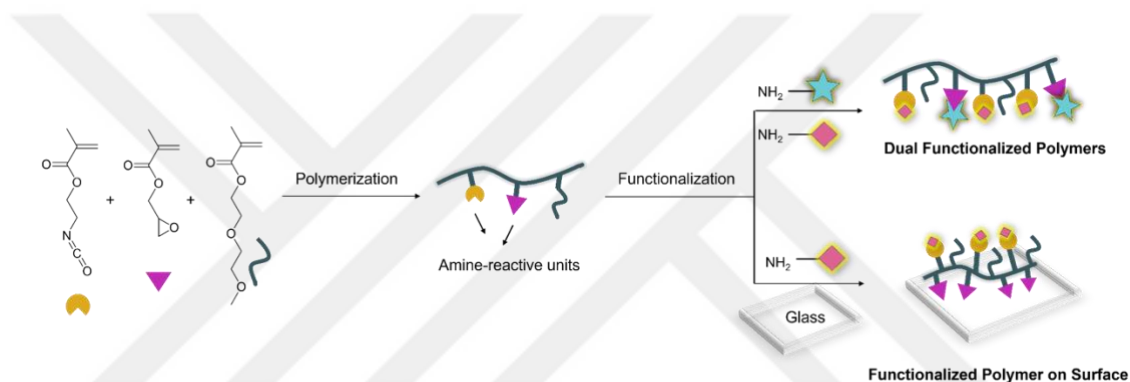 O
O
N
C
O
+
O
O
O
+
O
O
O
O
Polymerization
Amine-reactive units
Functionalization
NH2
NH2
Dual Functionalized Polymers
NH2
Glass
Functionalized Polymer on Surface